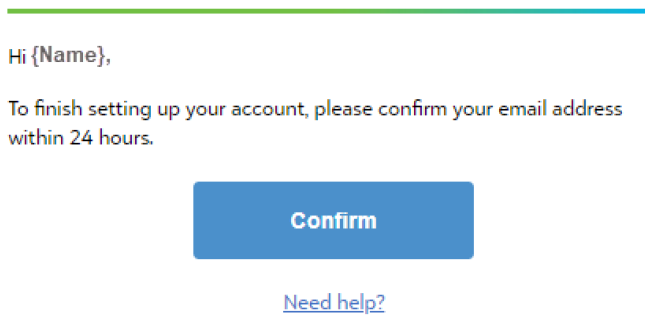 Hi {Name},
To finish setting up your account, please confirm your email address
within 24 hours.
Confirm
Need help?